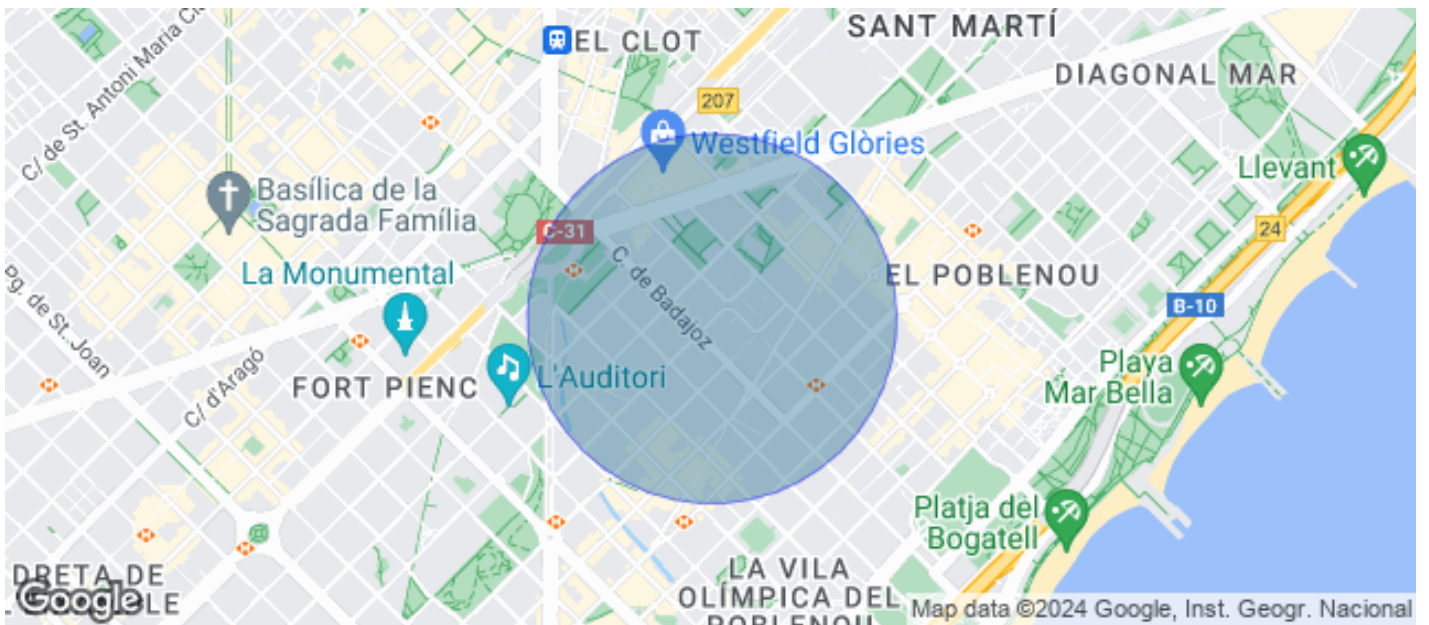 C/ de St. Antoni Maria
EL CLOT
SANT MARTÍ
DIAGONAL MAR
207
Westfield Glòries
Llevant
Basílica de la
Sagrada Família
C-31
24
La Monumental
C. de Badajoz
EL POBLENOU
B-10
Pg. de St. Joan
C/ d'Aragó
FORT PIENC
L'Auditori
Playa
Mar Bella
Platja del
Bogatell
DRETA DE
Google
LA VILA
OLÍMPICA DEL
POBLENOU
Map data ©2024 Google, Inst. Geogr. Nacional